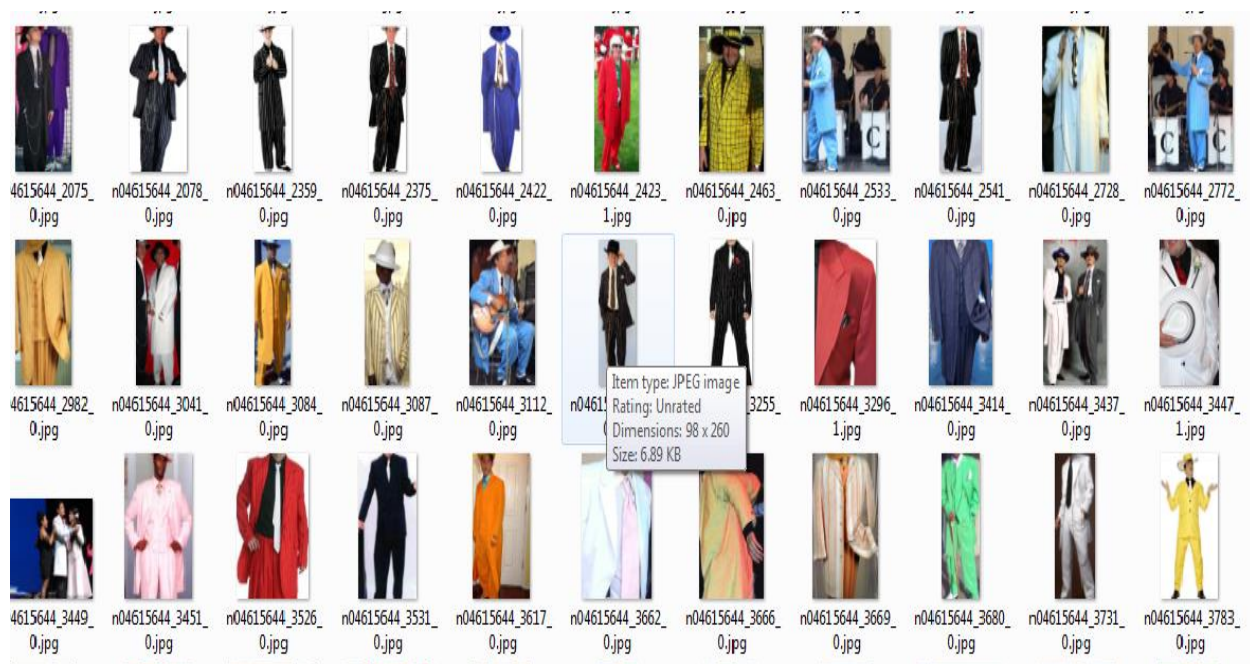 4615644_2075_ n04615644_2078_ n04615644_2359_ n04615644_2375_ n04615644_2422_ n04615644_2423_ n04615644_2463_ n04615644_2533_ n04615644_2541_ n04615644_2728_ n04615644_2772_
0.jpg 0.jpg 0.jpg 0.jpg 0.jpg 1.jpg 0.jpg 0.jpg 0.jpg 0.jpg 0.jpg
4615644_2982_ n04615644_3041_ n04615644_3084_ n04615644_3087_ n04615644_3112_ n0461 3255_ n04615644_3296_ n04615644_3414_ n04615644_3437_ n04615644_3447_
0.jpg 0.jpg 0.jpg 0.jpg 0.jpg 0.jpg 1.jpg 0.jpg 0.jpg 1.jpg
Item type: JPEG image
Rating: Unrated
Dimensions: 98 x 260
Size: 6.89 KB
4615644_3449_ n04615644_3451_ n04615644_3526_ n04615644_3531_ n04615644_3617_ n04615644_3662_ n04615644_3666_ n04615644_3669_ n04615644_3680_ n04615644_3731_ n04615644_3783_
0.jpg 0.jpg 0.jpg 0.jpg 0.jpg 0.jpg 0.jpg 0.jpg 0.jpg 0.jpg 0.jpg